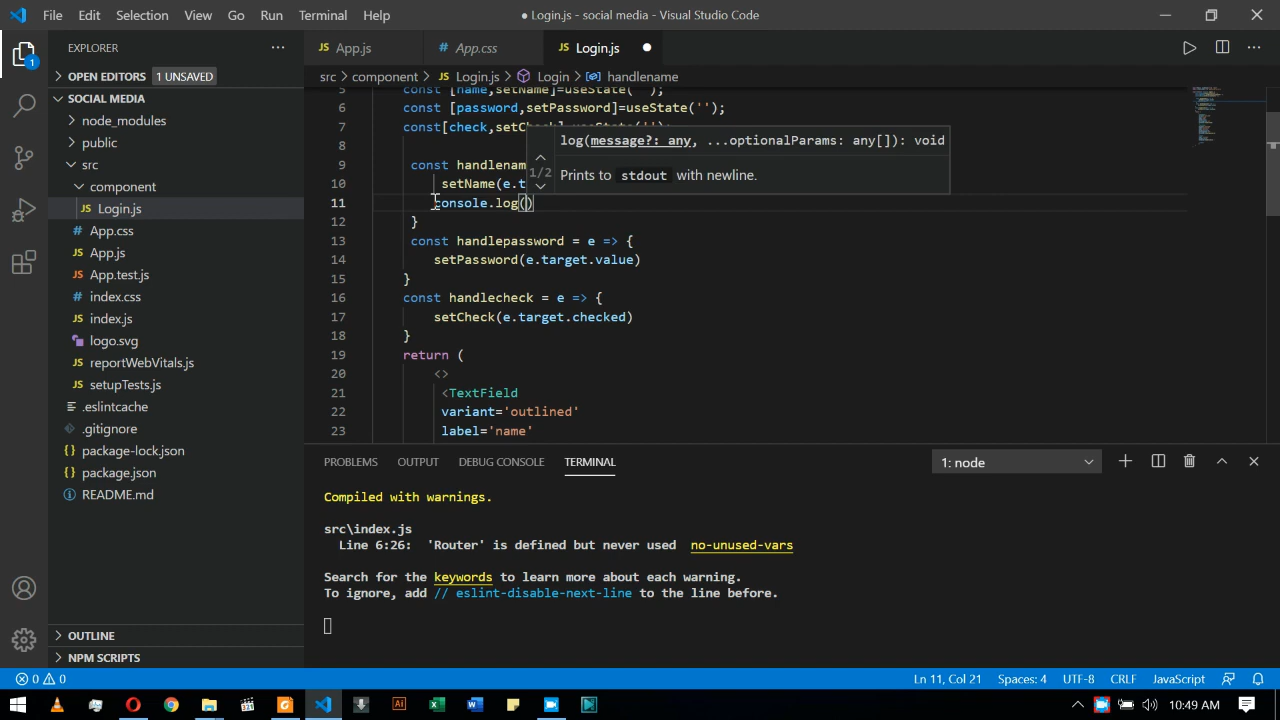 File Edit Selection View Go Run Terminal Help ● Login.js - social media - Visual Studio Code
EXPLORER ···
JS App.js # App.css JS Login.js ●
1
OPEN EDITORS 1 UNSAVED
src > component > JS Login.js > Login > handlename
SOCIAL MEDIA
node_modules
public
src
component
JS Login.js
# App.css
JS App.js
JS App.test.js
# index.css
JS index.js
logo.svg
JS reportWebVitals.js
JS setupTests.js
.eslintcache
.gitignore
{} package-lock.json
{} package.json
README.md
OUTLINE
NPM SCRIPTS
5 const [name,setName]=useState('');
6 const [password,setPassword]=useState('');
7 const[check,setCheck]=useState('');
8
9 const handlenam
10 setName(e.t
11 console.log()
12 }
13 const handlepassword = e => {
14 setPassword(e.target.value)
15 }
16 const handlecheck = e => {
17 setCheck(e.target.checked)
18 }
19 return (
20 <>
21 <TextField
22 variant='outlined'
23 label='name'
log(message?: any, ...optionalParams: any[]): void
1/2
Prints to stdout with newline.
PROBLEMS OUTPUT DEBUG CONSOLE TERMINAL 1: node
Compiled with warnings.
src\index.js
Line 6:26: 'Router' is defined but never used no-unused-vars
Search for the keywords to learn more about each warning.
To ignore, add // eslint-disable-next-line to the line before.
0 0 Ln 11, Col 21 Spaces: 4 UTF-8 CRLF JavaScript
Ai 10:49 AM